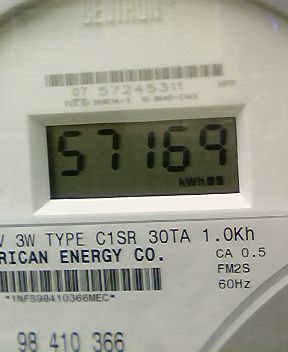 CENTRON
07 57245311
57169
kWh
V 3W TYPE C1SR 30TA 1.0Kh
RICAN ENERGY CO.
CA 0.5
FM2S
60Hz
*1NFS98410366MEC*
98 410 366